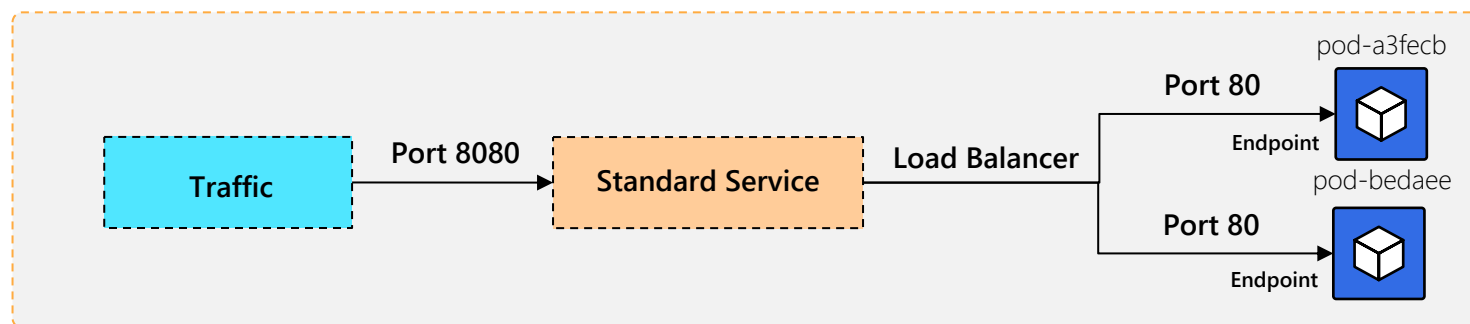 pod-a3fecb
Port 80
Endpoint
Traffic
Port 8080
Standard Service
Load Balancer
pod-bedaee
Port 80
Endpoint